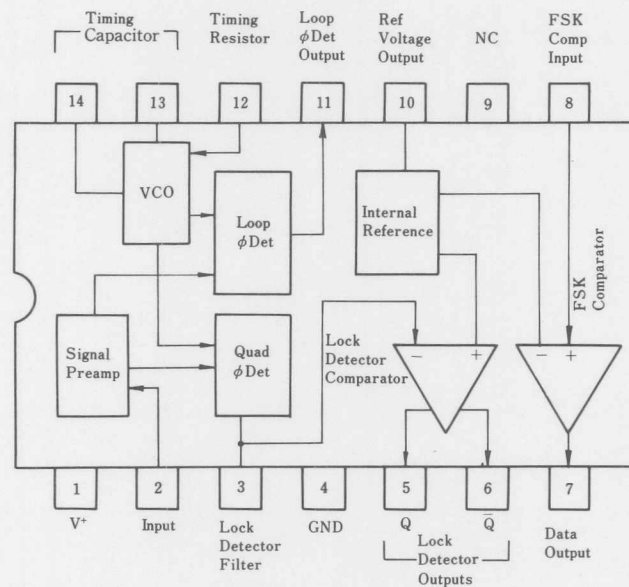 Timing
Capacitor
Timing
Resistor
Loop
φDet
Output
Ref
Voltage
Output
NC
FSK
Comp
Input
14
13
12
11
10
9
8
VCO
Loop
φDet
Internal
Reference
FSK
Comparator
Signal
Preamp
Quad
φDet
Lock
Detector
Comparator
− +
− +
1
2
3
4
5
6
7
V⁺
Input
Lock
Detector
Filter
GND
Q
Q̅
Lock
Detector
Outputs
Data
Output